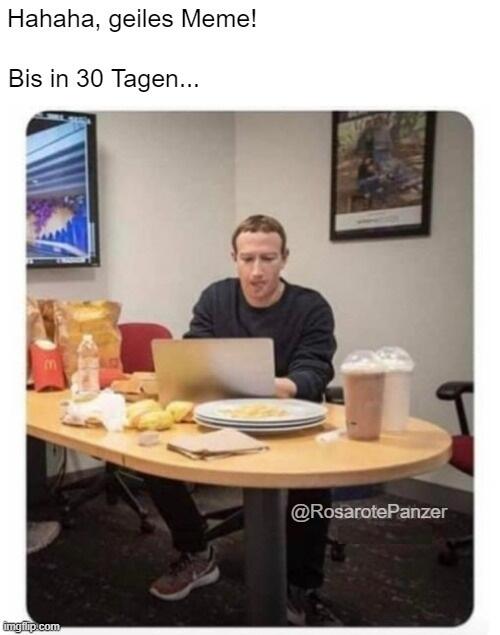 Hahaha, geiles Meme!
Bis in 30 Tagen...
m
@RosarotePanzer
imgflip.com